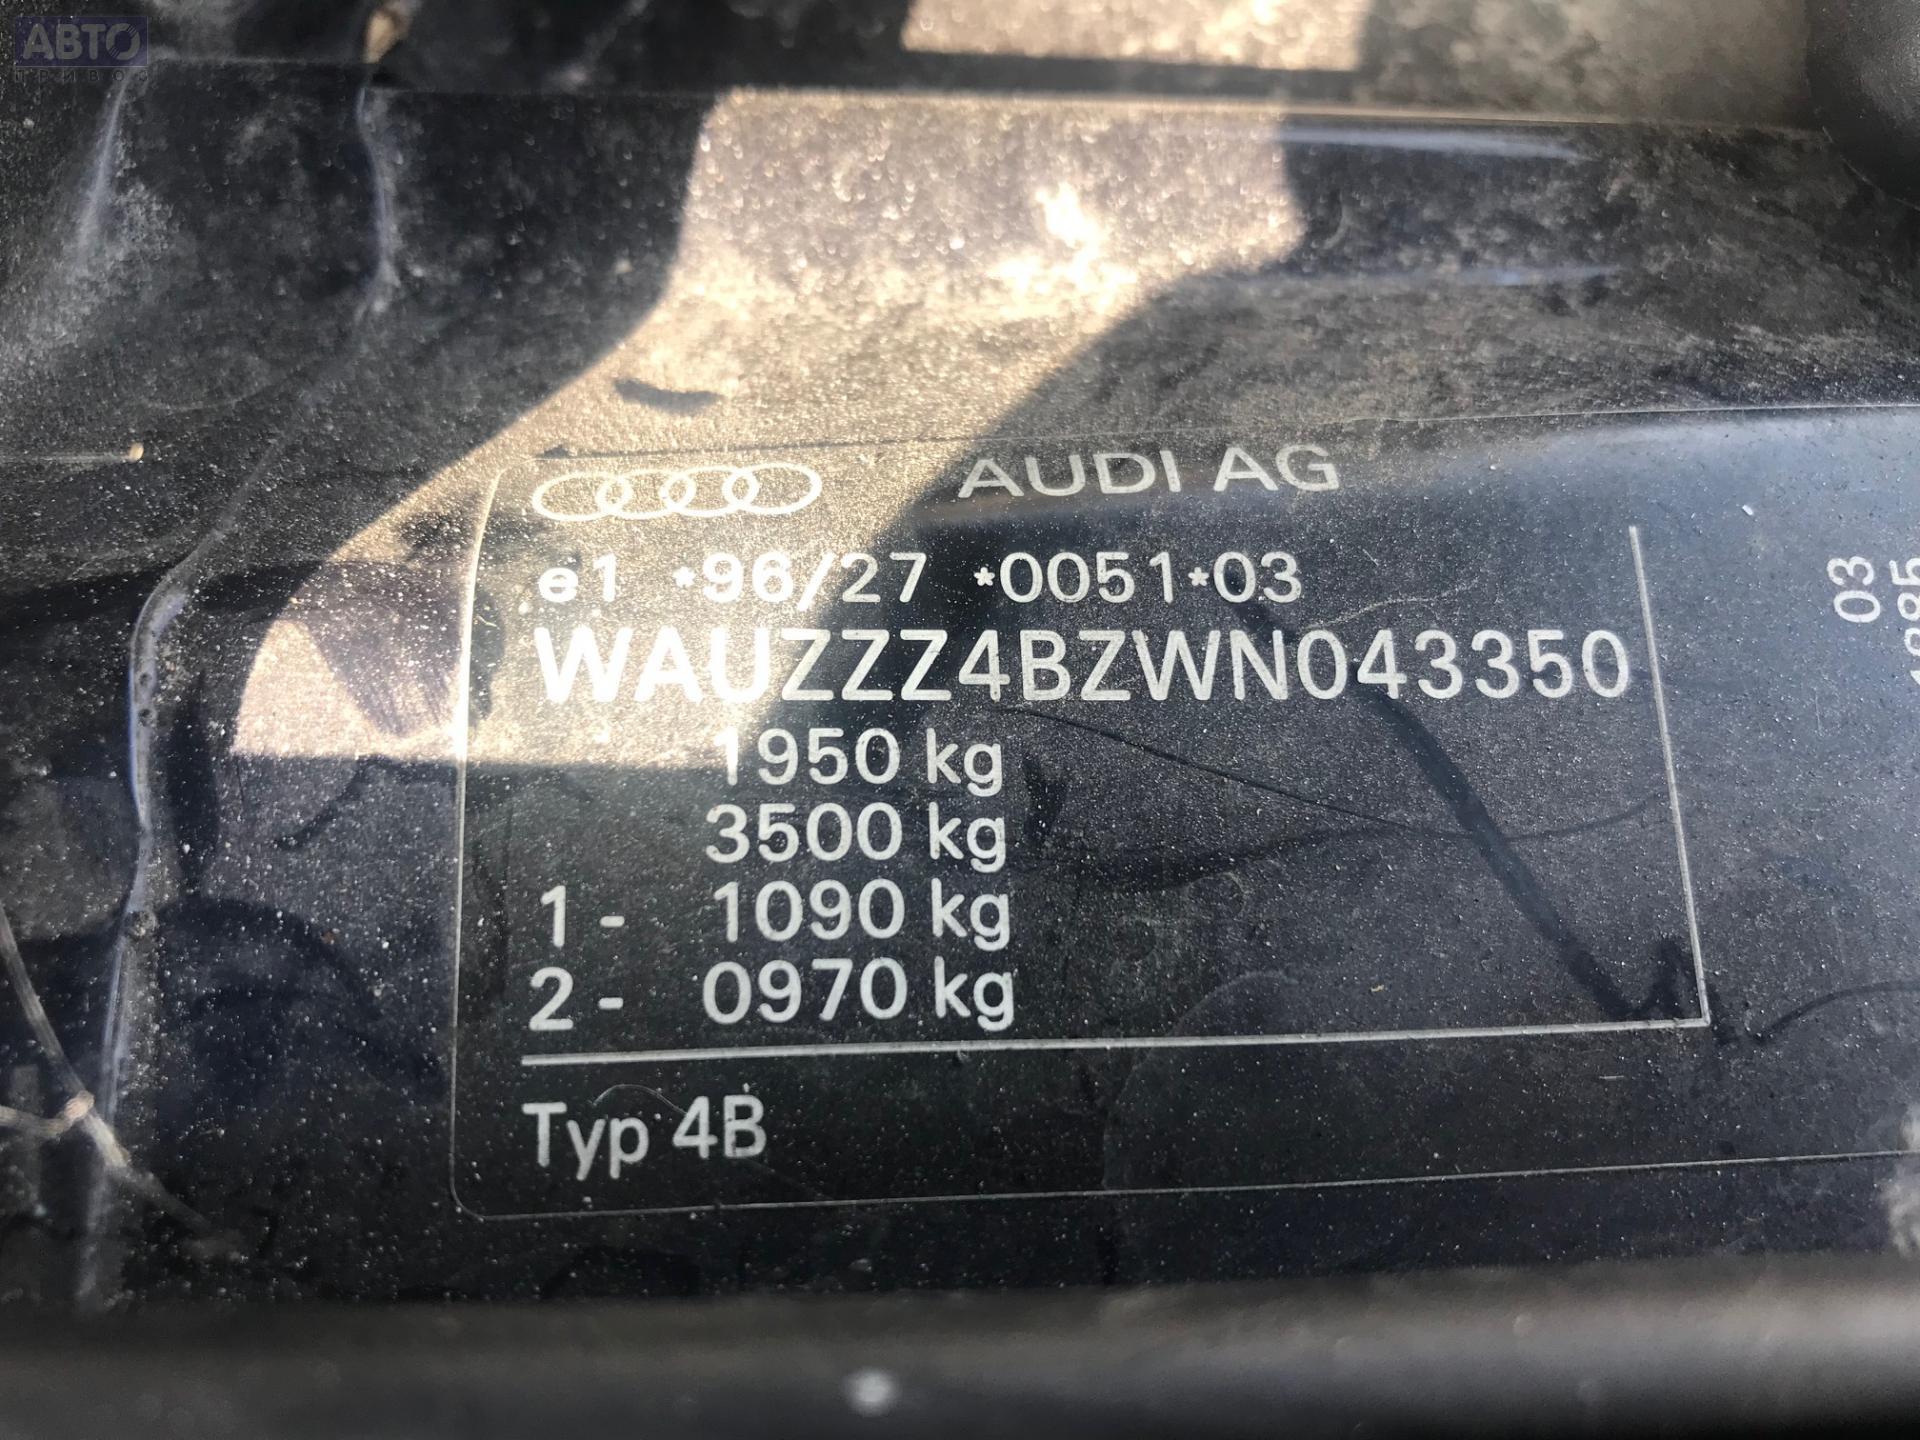 АВТО
ПРИВОС
AUDI AG
e1 *96/27 *0051*03
WAUZZZ4BZWN043350
1950 kg
3500 kg
1- 1090 kg
2- 0970 kg
Typ 4B
03